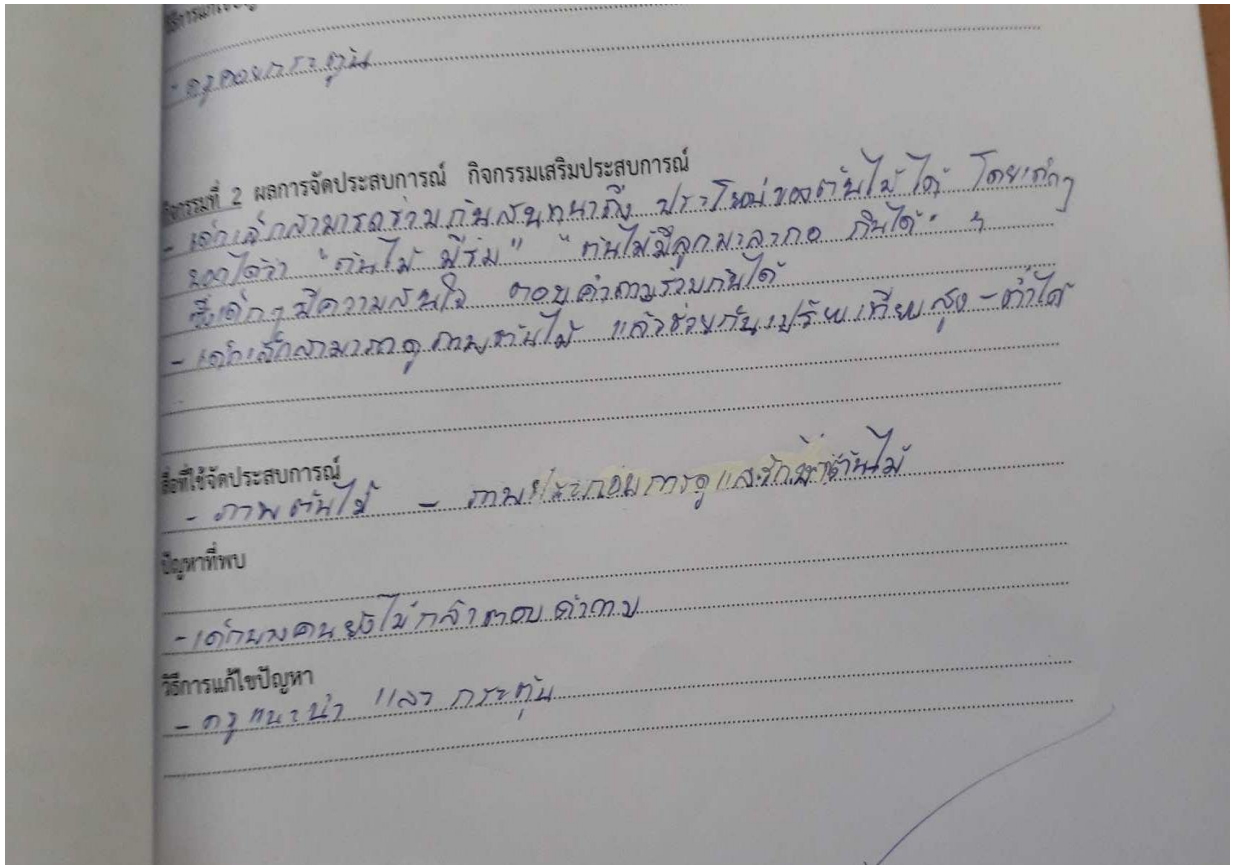 วิธีการแก้ไขปัญหา
- ครูคอยกระตุ้น
กิจกรรมที่ 2 ผลการจัดประสบการณ์ กิจกรรมเสริมประสบการณ์
- เด็กเล็กสามารถร่วมกันสนทนาถึง ประโยชน์ของต้นไม้ ได้ โดยเด็กๆ
บอกได้ว่า "ต้นไม้ มีร่ม" "ต้นไม้มีลูกมะละกอ กินได้"
ซึ่งเด็กๆ มีความสนใจ ตอบคำถามร่วมกันได้
- เด็กเล็กสามารถดูภาพต้นไม้ แล้วช่วยกันเปรียบเทียบสูง - ต่ำได้
สื่อที่ใช้จัดประสบการณ์
- ภาพต้นไม้ - ภาพประกอบการดูแลรักษาต้นไม้
ปัญหาที่พบ
- เด็กบางคนยังไม่กล้าตอบคำถาม
วิธีการแก้ไขปัญหา
- ครูแนะนำ และ กระตุ้น